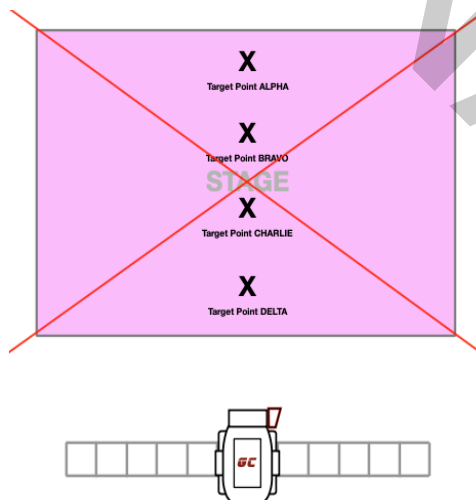 X
Target Point ALPHA
X
Target Point BRAVO
STAGE
X
Target Point CHARLIE
X
Target Point DELTA
GC